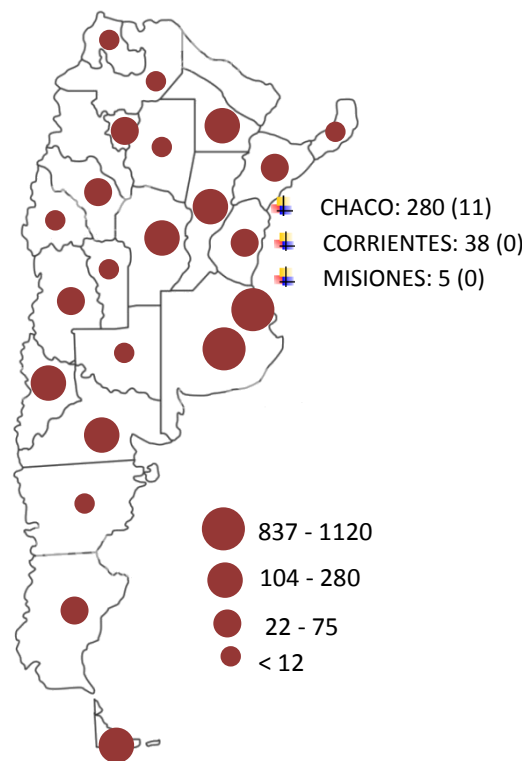 CHACO: 280 (11)
CORRIENTES: 38 (0)
MISIONES: 5 (0)
837 - 1120
104 - 280
22 - 75
< 12